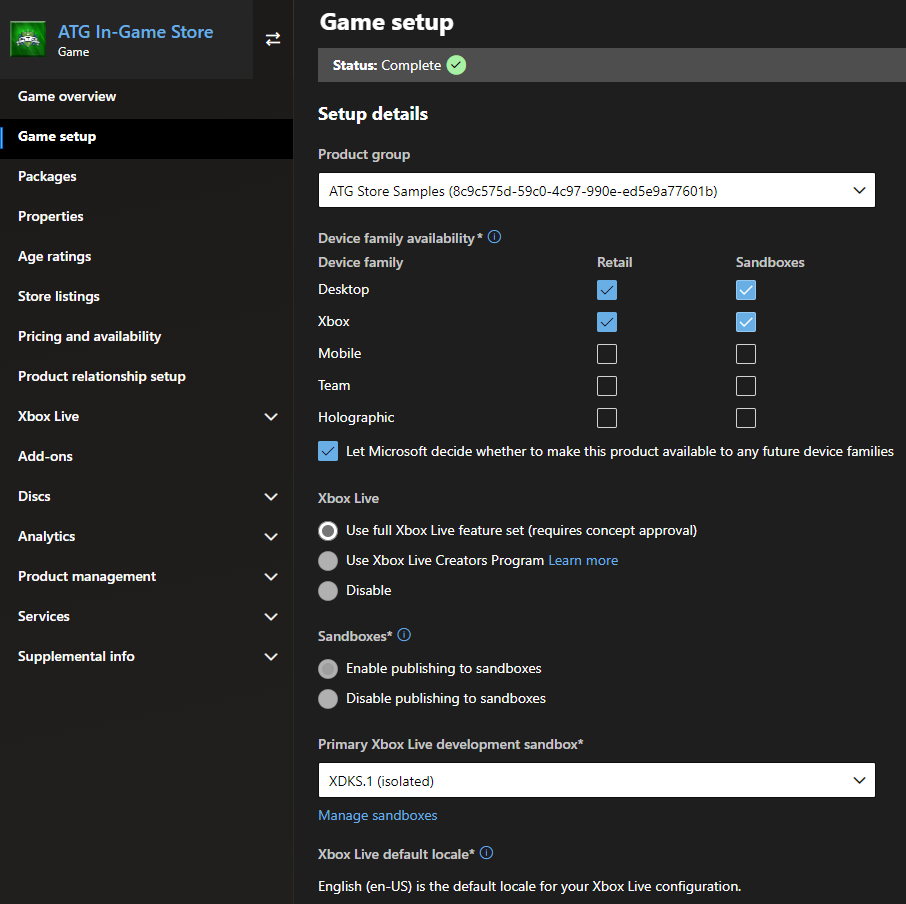 ATG In-Game Store
Game
Game overview
Game setup
Packages
Properties
Age ratings
Store listings
Pricing and availability
Product relationship setup
Xbox Live
Add-ons
Discs
Analytics
Product management
Services
Supplemental info
Game setup
Status: Complete
Setup details
Product group
ATG Store Samples (8c9c575d-59c0-4c97-990e-ed5e9a77601b)
Device family availability*
Device family Retail Sandboxes
Desktop
Xbox
Mobile
Team
Holographic
Let Microsoft decide whether to make this product available to any future device families
Xbox Live
Use full Xbox Live feature set (requires concept approval)
Use Xbox Live Creators Program Learn more
Disable
Sandboxes*
Enable publishing to sandboxes
Disable publishing to sandboxes
Primary Xbox Live development sandbox*
XDKS.1 (isolated)
Manage sandboxes
Xbox Live default locale*
English (en-US) is the default locale for your Xbox Live configuration.